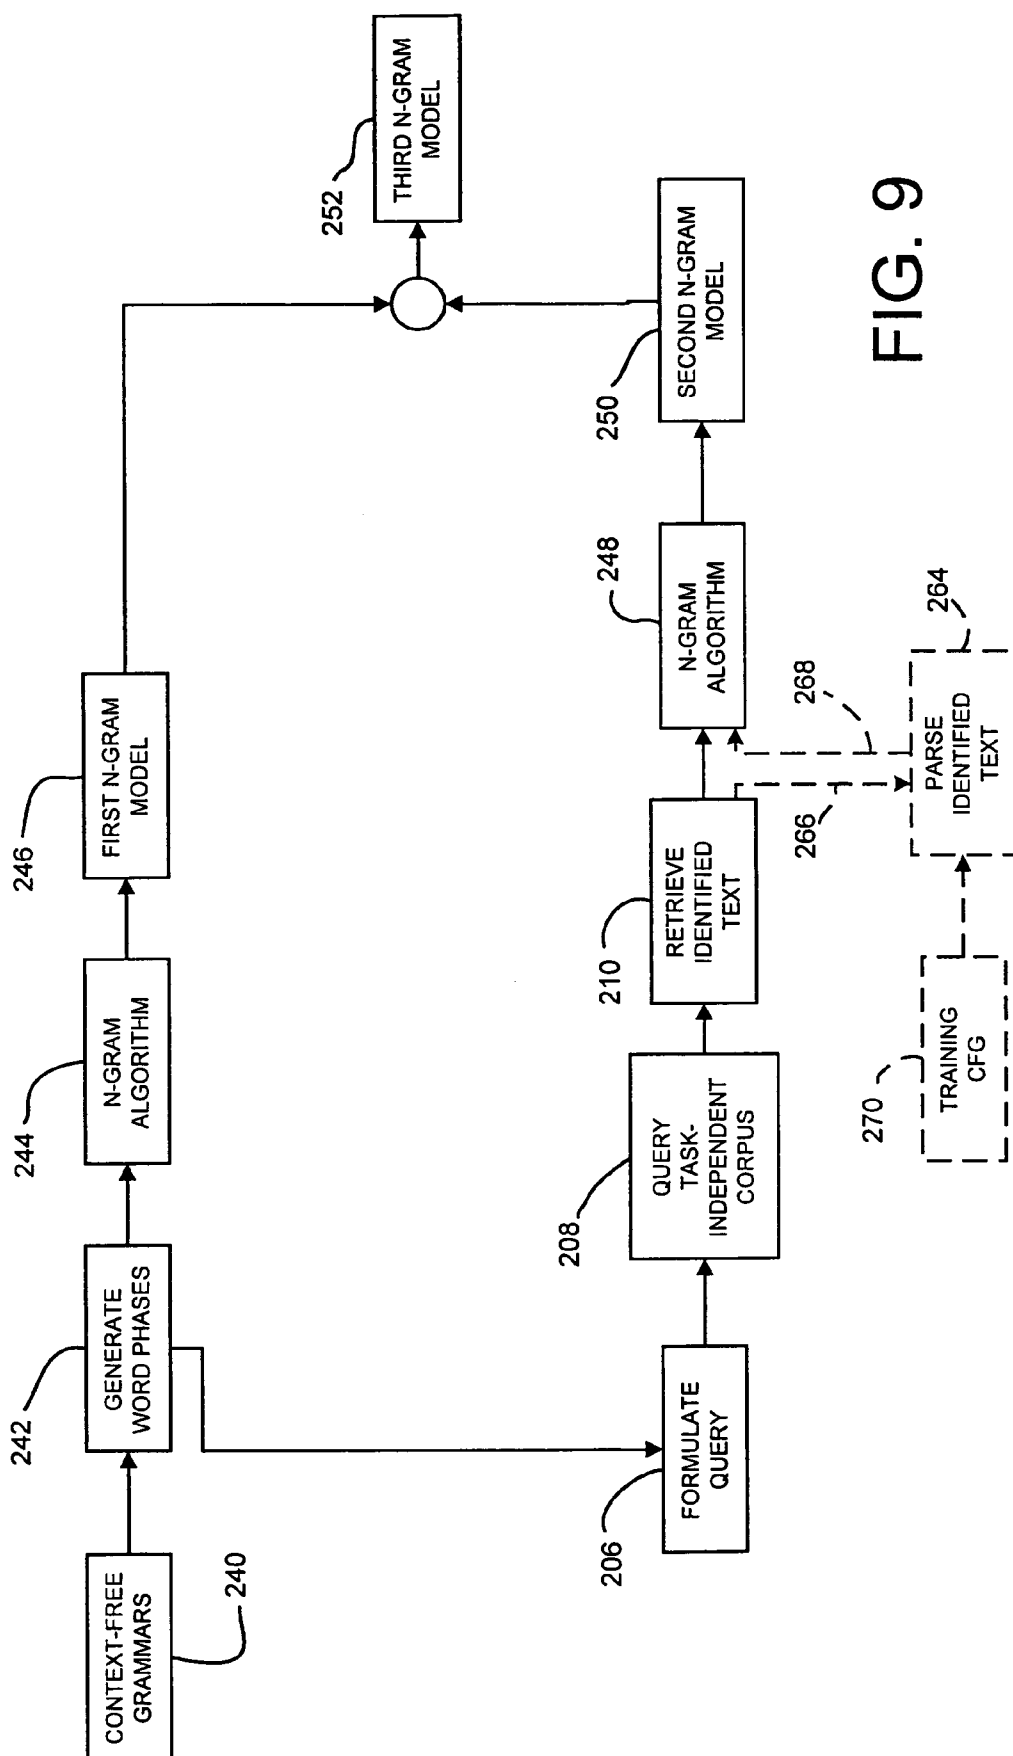 CONTEXT-FREE
GRAMMARS
240
GENERATE
WORD PHASES
242
N-GRAM
ALGORITHM
244
FIRST N-GRAM
MODEL
246
THIRD N-GRAM
MODEL
252
FORMULATE
QUERY
206
QUERY
TASK-
INDEPENDENT
CORPUS
208
RETRIEVE
IDENTIFIED
TEXT
210
N-GRAM
ALGORITHM
248
SECOND N-GRAM
MODEL
250
TRAINING
CFG
270
PARSE
IDENTIFIED
TEXT
264
266
268
FIG. 9